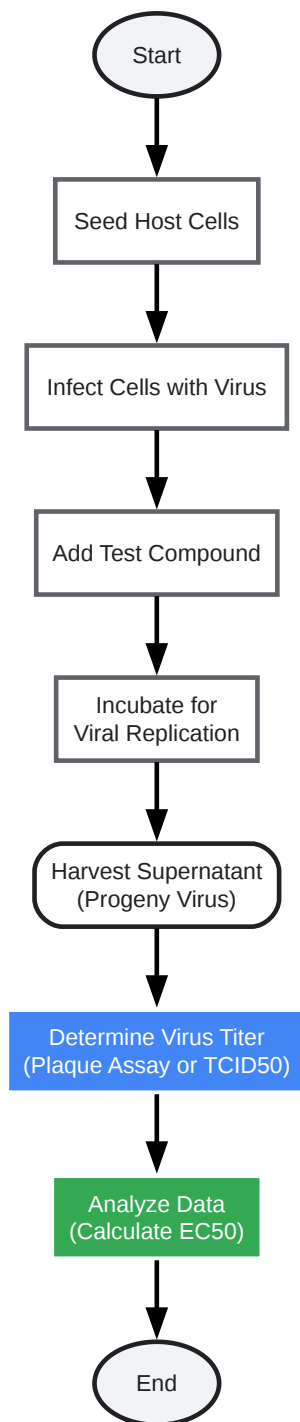 Start
Seed Host Cells
Infect Cells with Virus
Add Test Compound
Incubate for
Viral Replication
Harvest Supernatant
(Progeny Virus)
Determine Virus Titer
(Plaque Assay or TCID50)
Analyze Data
(Calculate EC50)
End